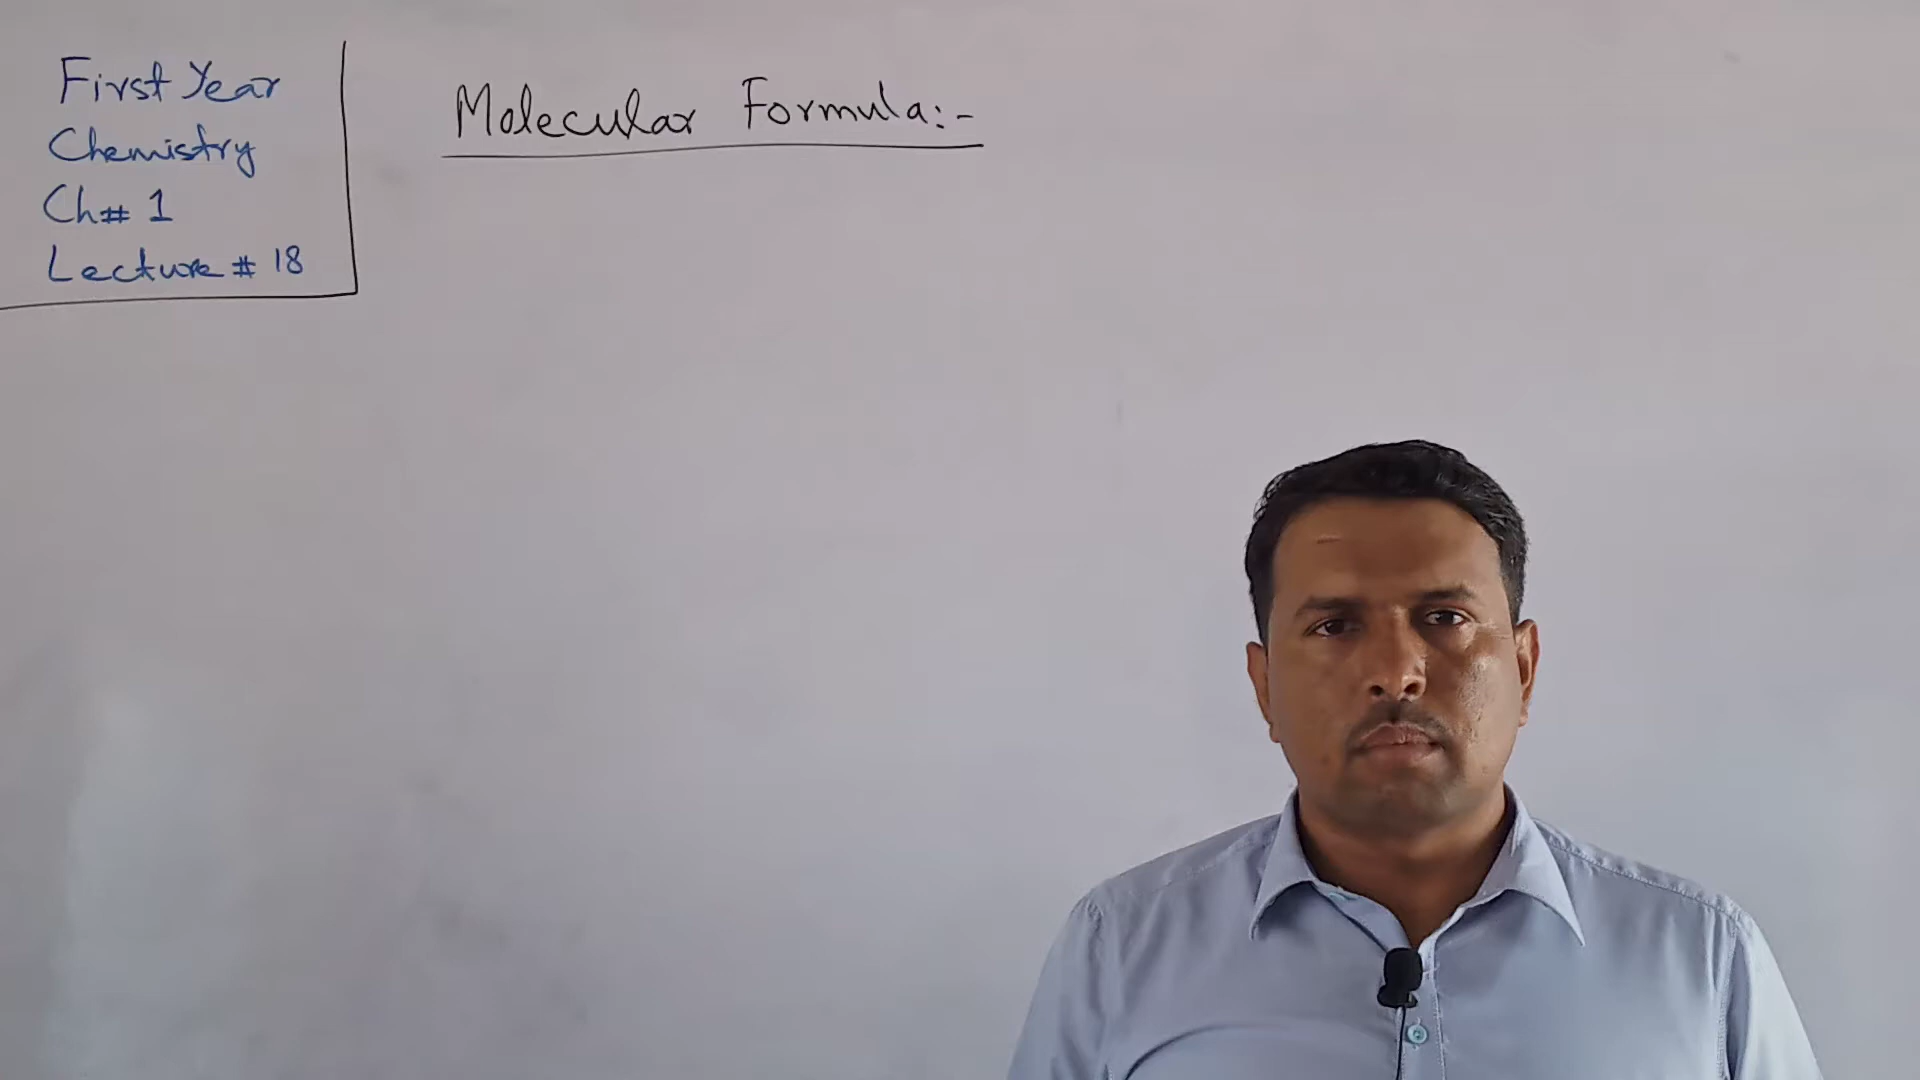 First Year
Chemistry
Ch# 1
Lecture # 18
Molecular Formula:-